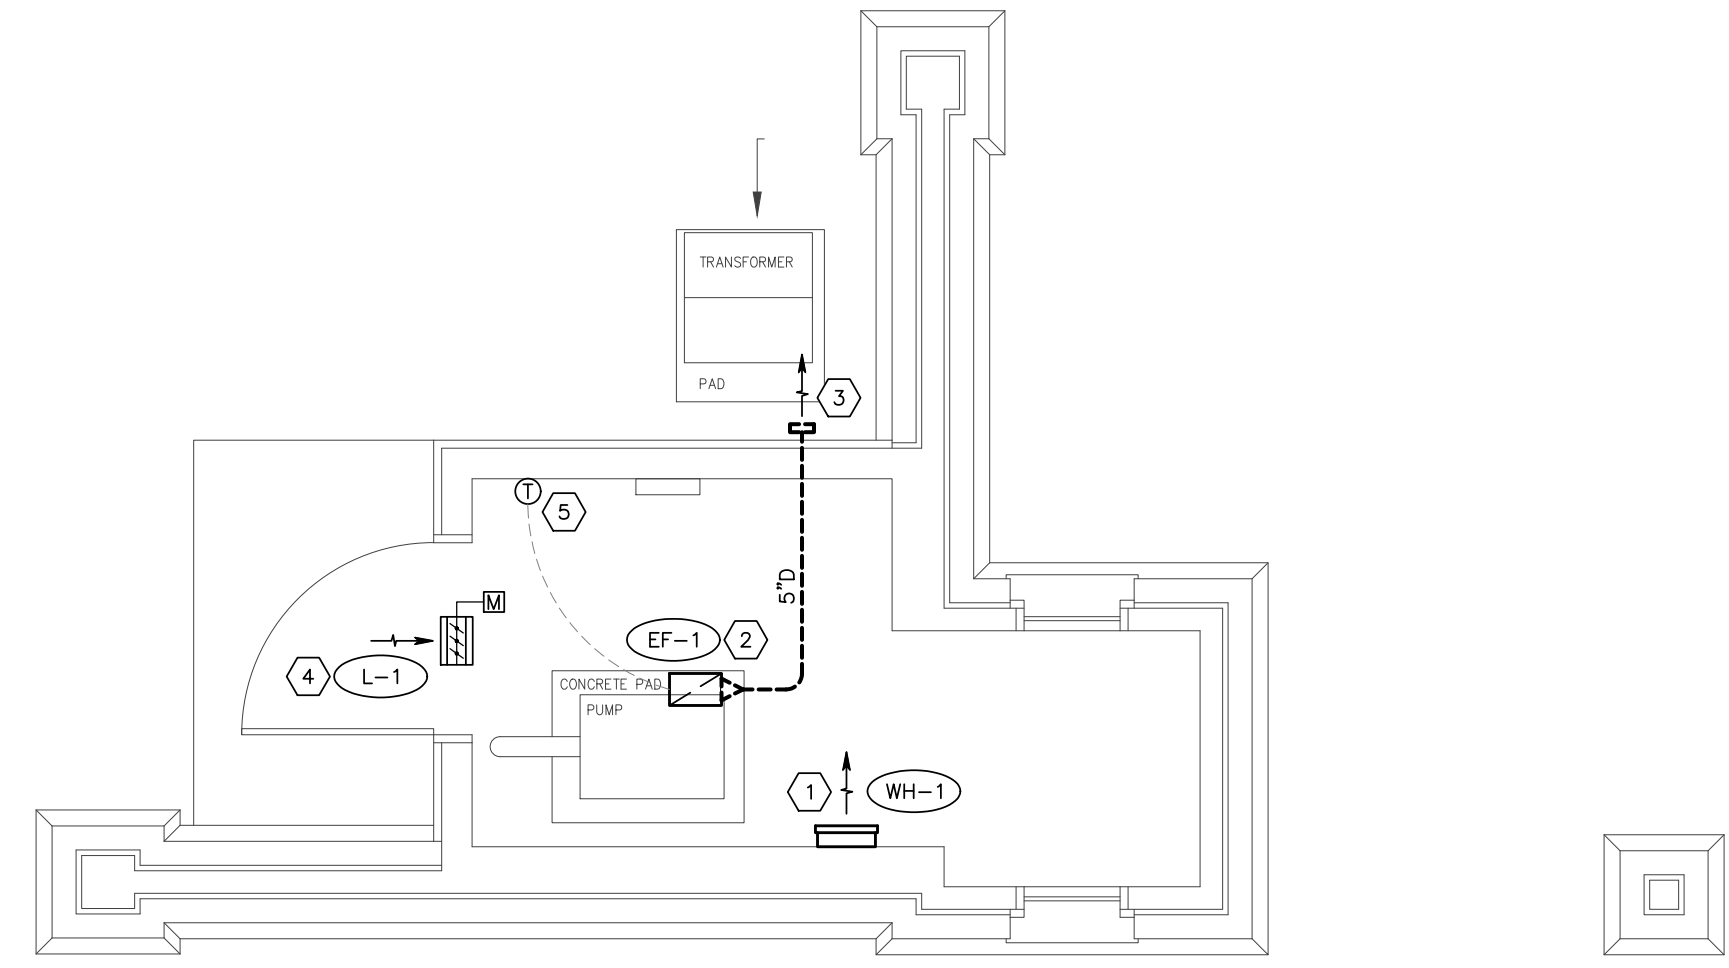 TRANSFORMER
PAD
3
T
5
5"D
M
EF-1
2
4
L-1
CONCRETE PAD
PUMP
1
WH-1